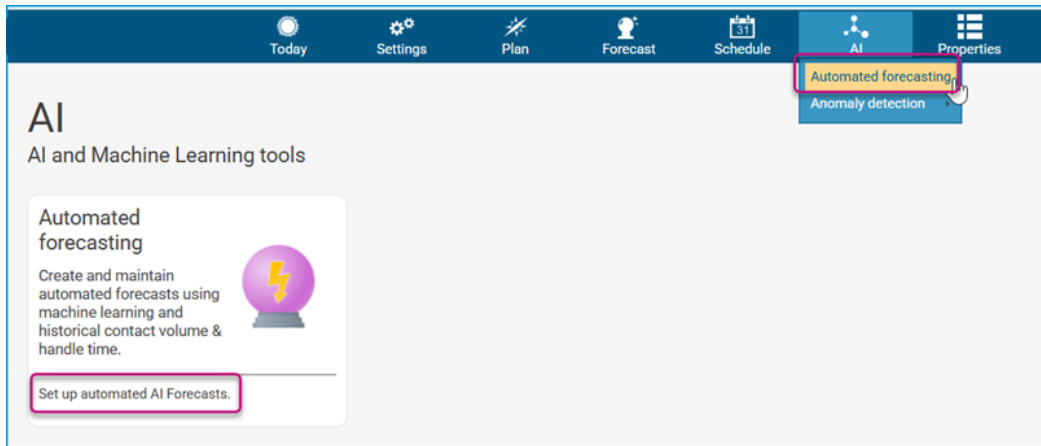 Today Settings Plan Forecast Schedule AI Properties
31
Automated forecasting
Anomaly detection
AI
AI and Machine Learning tools
Automated
forecasting
Create and maintain
automated forecasts using
machine learning and
historical contact volume &
handle time.
Set up automated AI Forecasts.